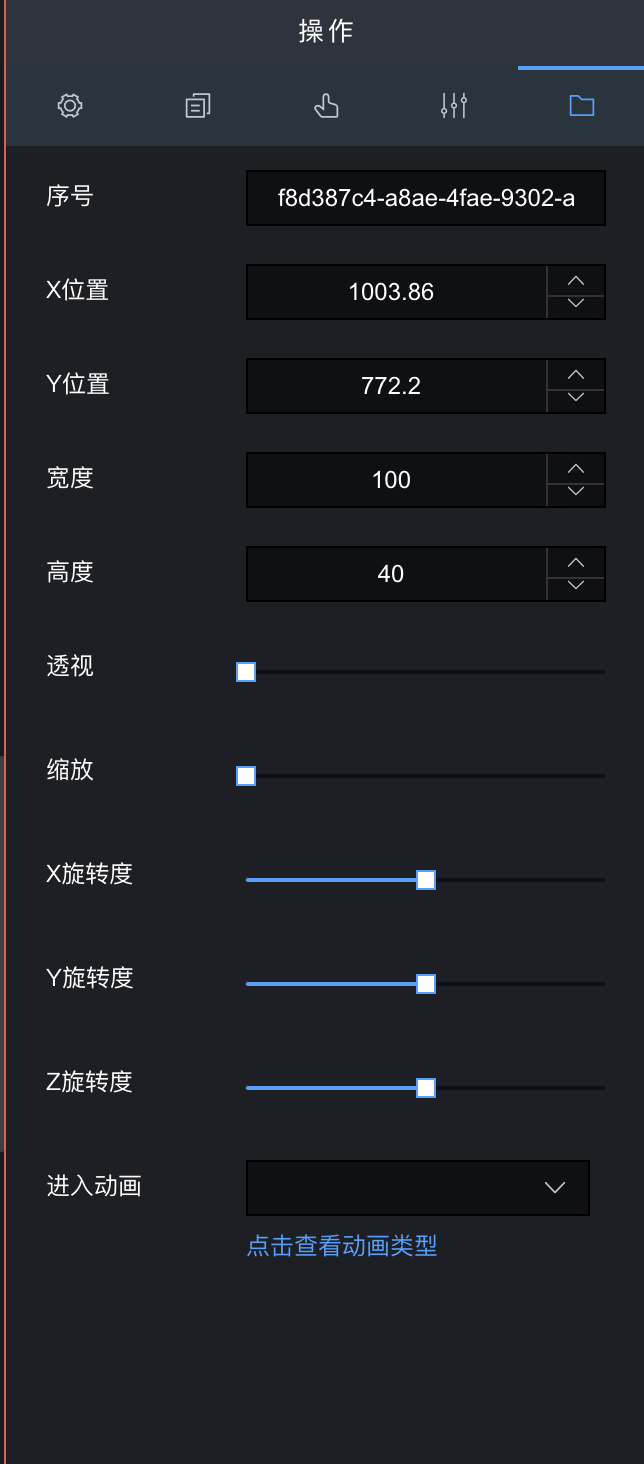 操作
序号
f8d387c4-a8ae-4fae-9302-a
X位置
1003.86
Y位置
772.2
宽度
100
高度
40
透视
缩放
X旋转度
Y旋转度
Z旋转度
进入动画
点击查看动画类型